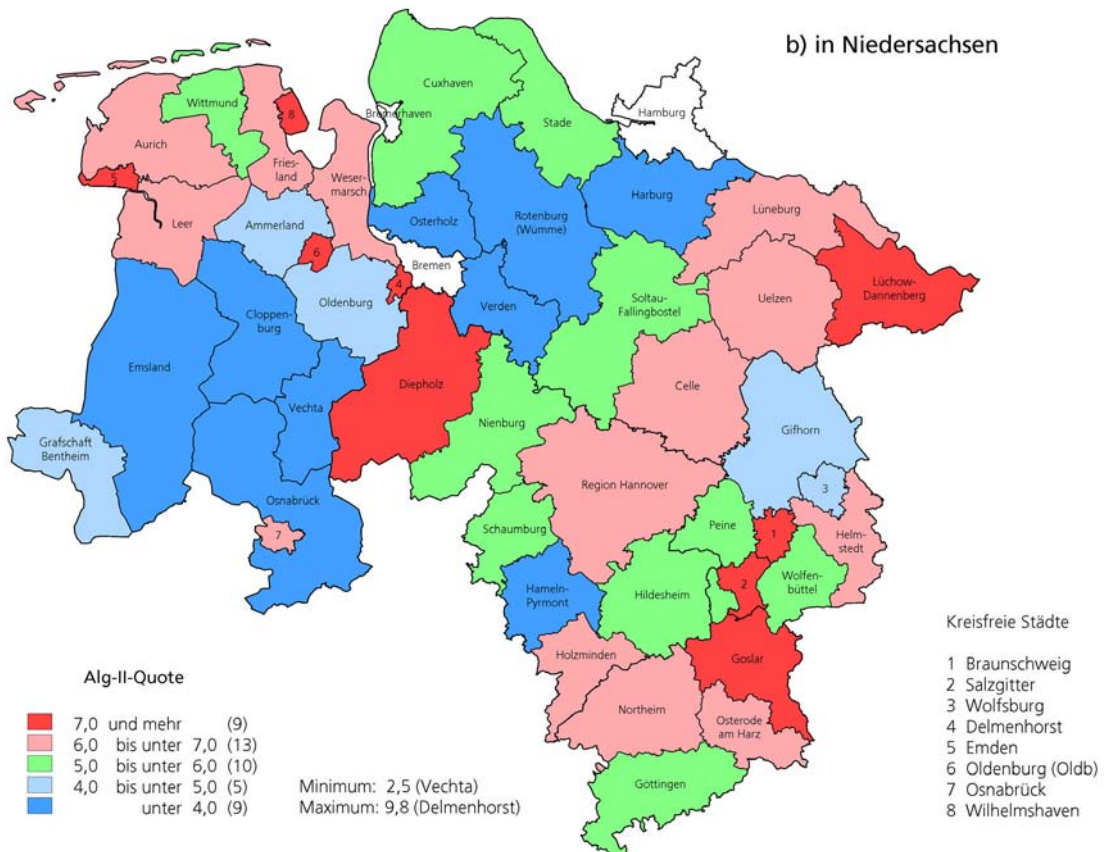 b) in Niedersachsen
Cuxhaven
Hamburg
Bremerhaven
Wittmund
8
Stade
Aurich
Fries-
land
Weser-
marsch
5
Harburg
Leer
Osterholz
Rotenburg
(Wümme)
Lüneburg
Ammerland
6
Bremen
4
Oldenburg
Verden
Soltau-
Fallingbostel
Uelzen
Lüchow-
Dannenberg
Cloppen-
burg
Emsland
Diepholz
Celle
Vechta
Nienburg
Gifhorn
Grafschaft
Bentheim
Region Hannover
3
Osnabrück
7
Schaumburg
Peine
1
Helm-
stedt
2
Wolfen-
büttel
Hameln-
Pyrmont
Hildesheim
Holzminden
Goslar
Northeim
Osterode
am Harz
Göttingen
Alg-II-Quote
7,0 und mehr (9)
6,0 bis unter 7,0 (13)
5,0 bis unter 6,0 (10)
4,0 bis unter 5,0 (5)
unter 4,0 (9)
Minimum: 2,5 (Vechta)
Maximum: 9,8 (Delmenhorst)
Kreisfreie Städte
1 Braunschweig
2 Salzgitter
3 Wolfsburg
4 Delmenhorst
5 Emden
6 Oldenburg (Oldb)
7 Osnabrück
8 Wilhelmshaven